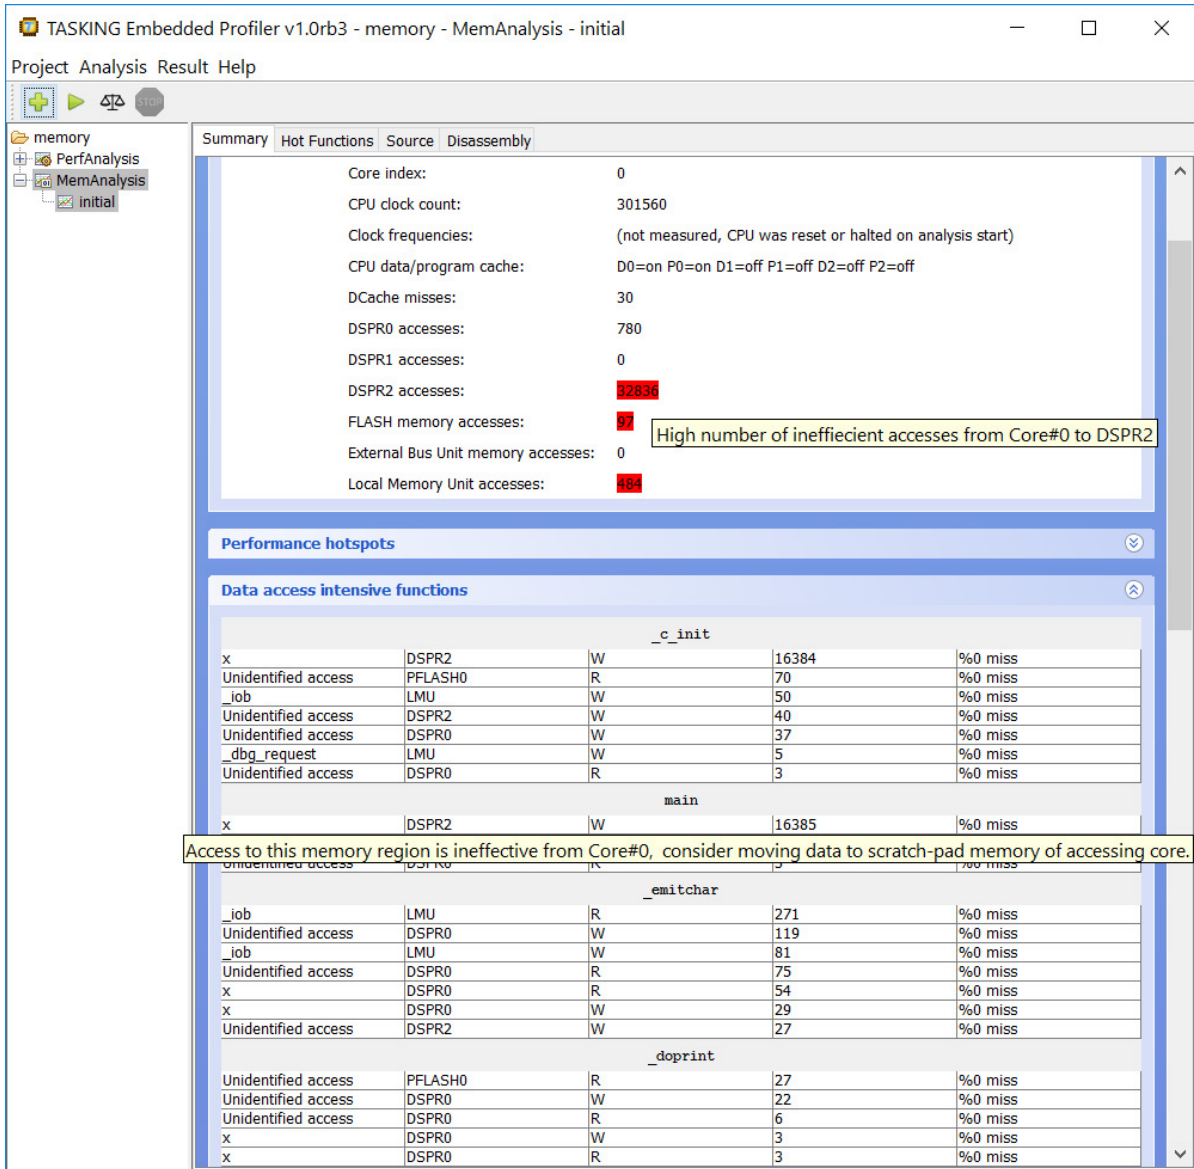 TASKING Embedded Profiler v1.0rb3 - memory - MemAnalysis - initial
Project Analysis Result Help
STOP
memory
PerfAnalysis
MemAnalysis
initial
Summary Hot Functions Source Disassembly
Core index: 0
CPU clock count: 301560
Clock frequencies: (not measured, CPU was reset or halted on analysis start)
CPU data/program cache: D0=on P0=on D1=off P1=off D2=off P2=off
DCache misses: 30
DSPR0 accesses: 780
DSPR1 accesses: 0
DSPR2 accesses: 32836
FLASH memory accesses: 97
High number of ineffiecient accesses from Core#0 to DSPR2
External Bus Unit memory accesses: 0
Local Memory Unit accesses: 484
Performance hotspots
Data access intensive functions
_c_init
x DSPR2 W 16384 %0 miss
Unidentified access PFLASH0 R 70 %0 miss
_iob LMU W 50 %0 miss
Unidentified access DSPR2 W 40 %0 miss
Unidentified access DSPR0 W 37 %0 miss
_dbg_request LMU W 5 %0 miss
Unidentified access DSPR0 R 3 %0 miss
main
x DSPR2 W 16385 %0 miss
Access to this memory region is ineffective from Core#0, consider moving data to scratch-pad memory of accessing core.
_emitchar
_iob LMU R 271 %0 miss
Unidentified access DSPR0 W 119 %0 miss
_iob LMU W 81 %0 miss
Unidentified access DSPR0 R 75 %0 miss
x DSPR0 R 54 %0 miss
x DSPR0 W 29 %0 miss
Unidentified access DSPR2 W 27 %0 miss
_doprint
Unidentified access PFLASH0 R 27 %0 miss
Unidentified access DSPR0 W 22 %0 miss
Unidentified access DSPR0 R 6 %0 miss
x DSPR0 W 3 %0 miss
x DSPR0 R 3 %0 miss